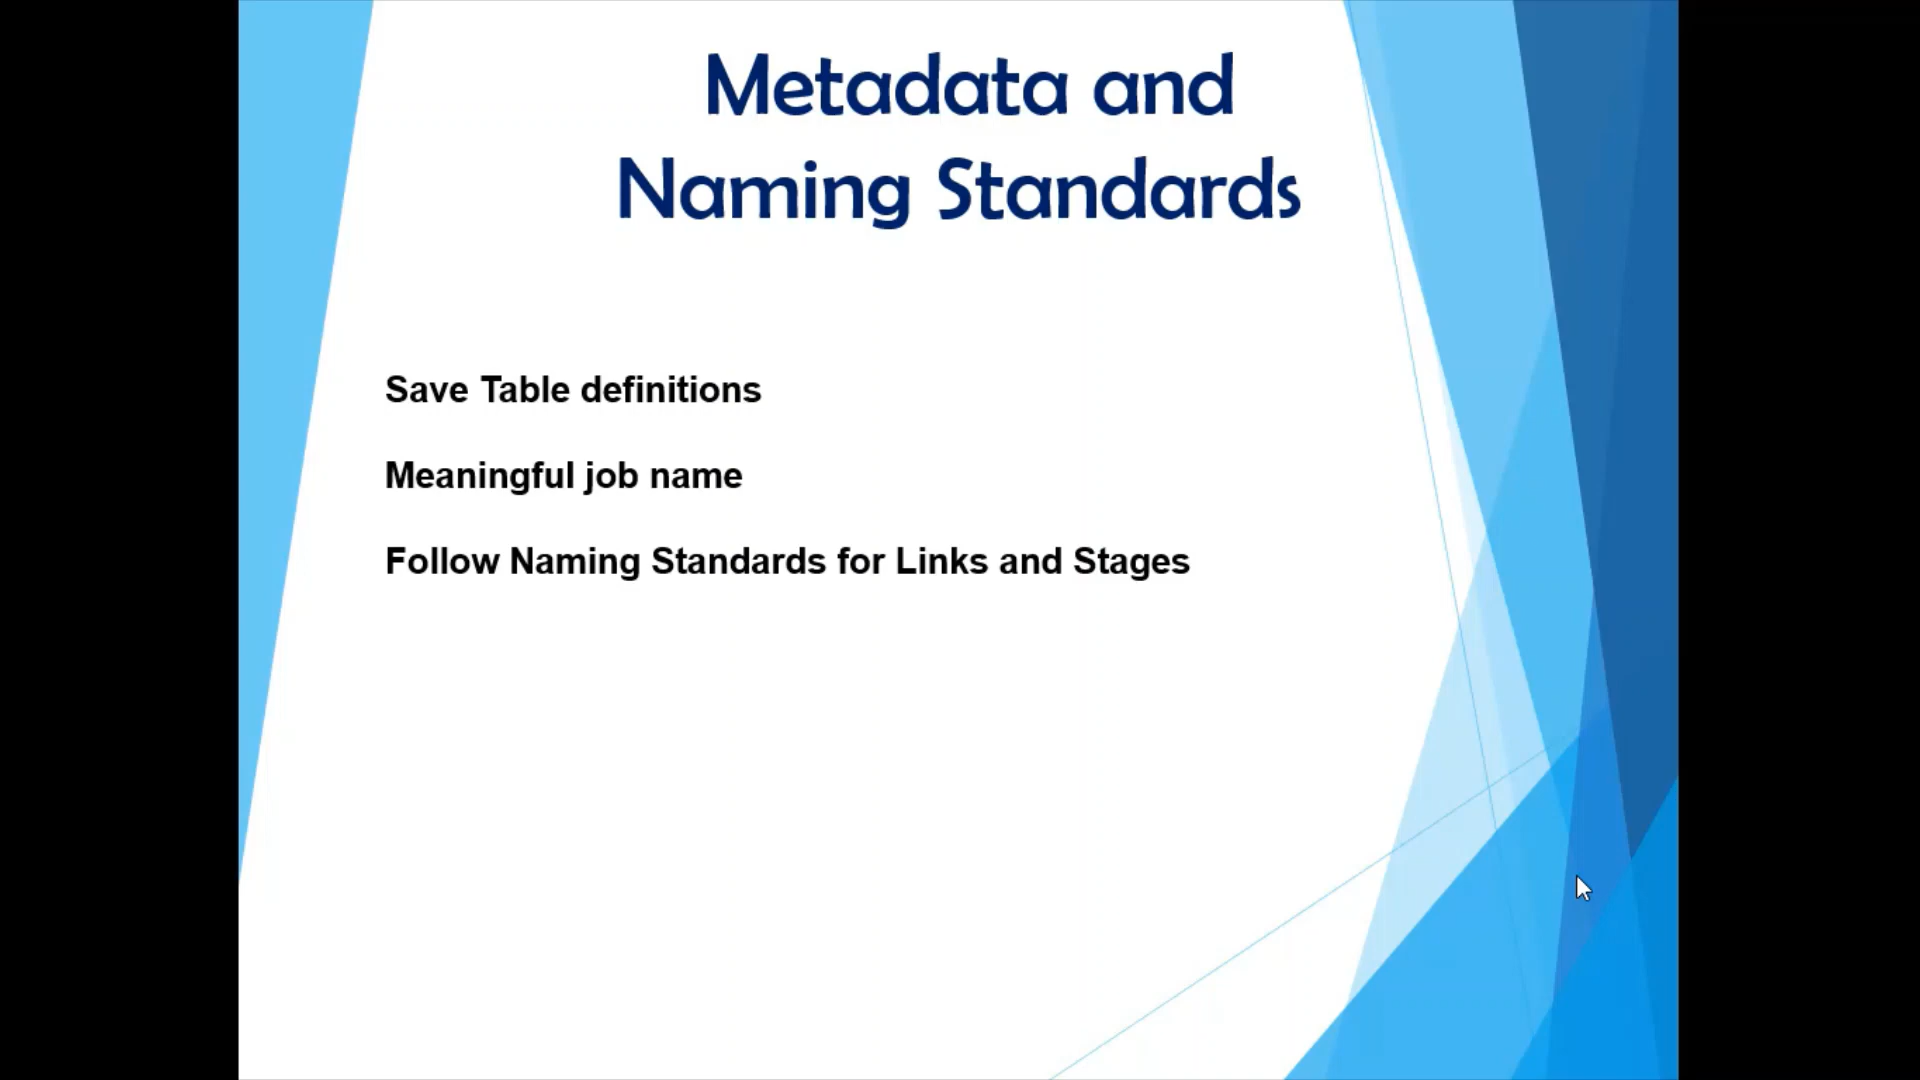 Metadata and
Naming Standards
Save Table definitions
Meaningful job name
Follow Naming Standards for Links and Stages